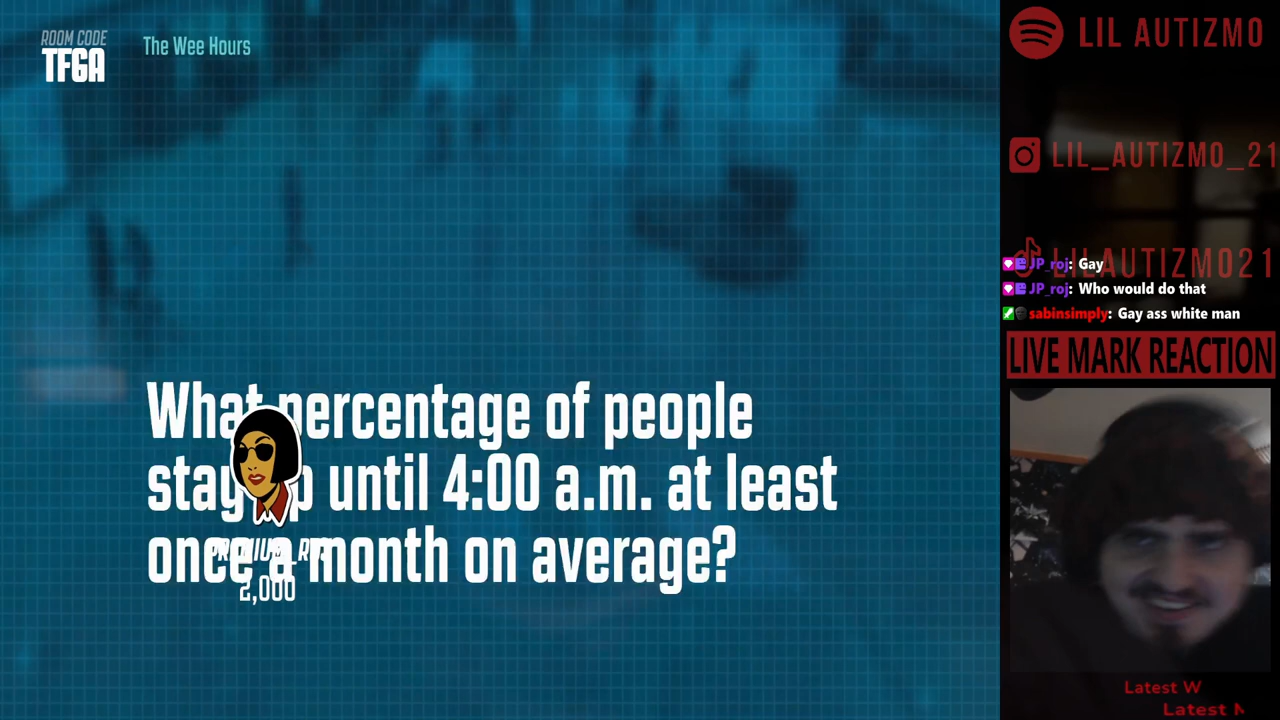 ROOM CODE
TFGA
The Wee Hours
What percentage of people
stay up until 4:00 a.m. at least
once a month on average?
2,000
LIL AUTIZMO
LIL_AUTIZMO_21
LILAUTIZMO21
JP_roj: Gay
JP_roj: Who would do that
sabinsimply: Gay ass white man
LIVE MARK REACTION
Latest W
Latest